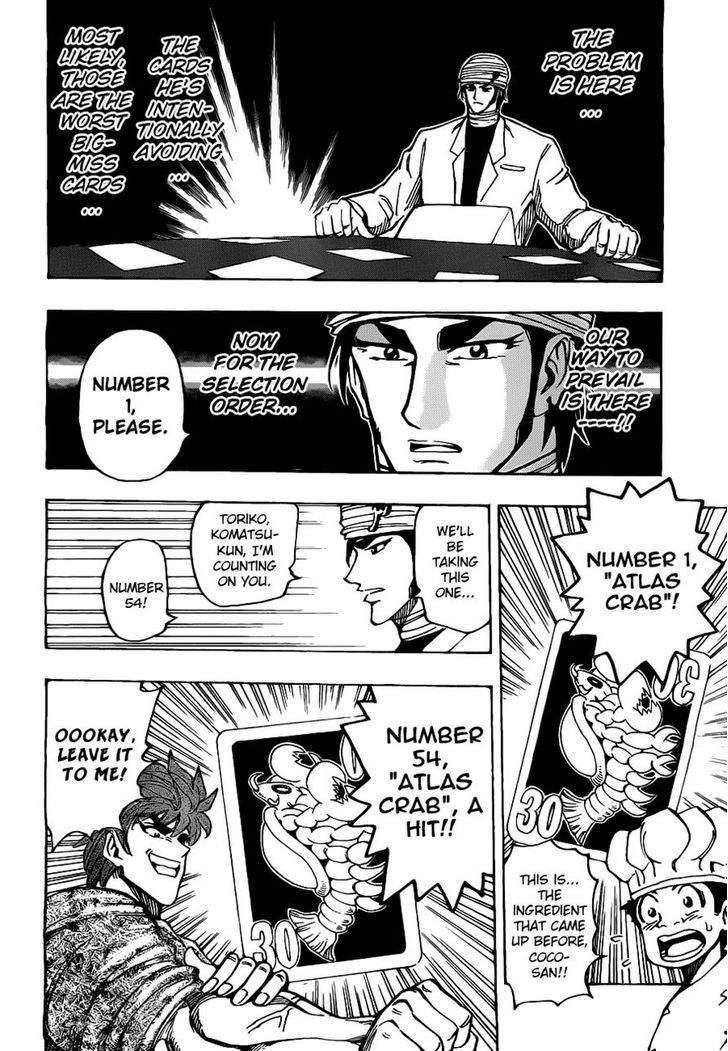 THE
PROBLEM
IS HERE
...
THE
CARDS
HE'S
INTEN-
TIONALLY
AVOIDING
...
MOST
LIKELY,
THOSE
ARE THE
WORST
BIG-
MISS
CARDS
...
OUR
WAY TO
PREVAIL
IS THERE
----!!
NOW
FOR THE
SELECTION
ORDER...
NUMBER
1,
PLEASE.
NUMBER 1,
"ATLAS
CRAB"!
30
30
THIS IS...
THE
INGREDIENT
THAT CAME
UP BEFORE,
COCO-
SAN!!
WE'LL
BE
TAKING
THIS
ONE...
TORIKO,
KOMATSU-
KUN, I'M
COUNTING
ON YOU.
NUMBER
54!
NUMBER
54,
"ATLAS
CRAB", A
HIT!!
30
OOOKAY,
LEAVE IT
TO ME!